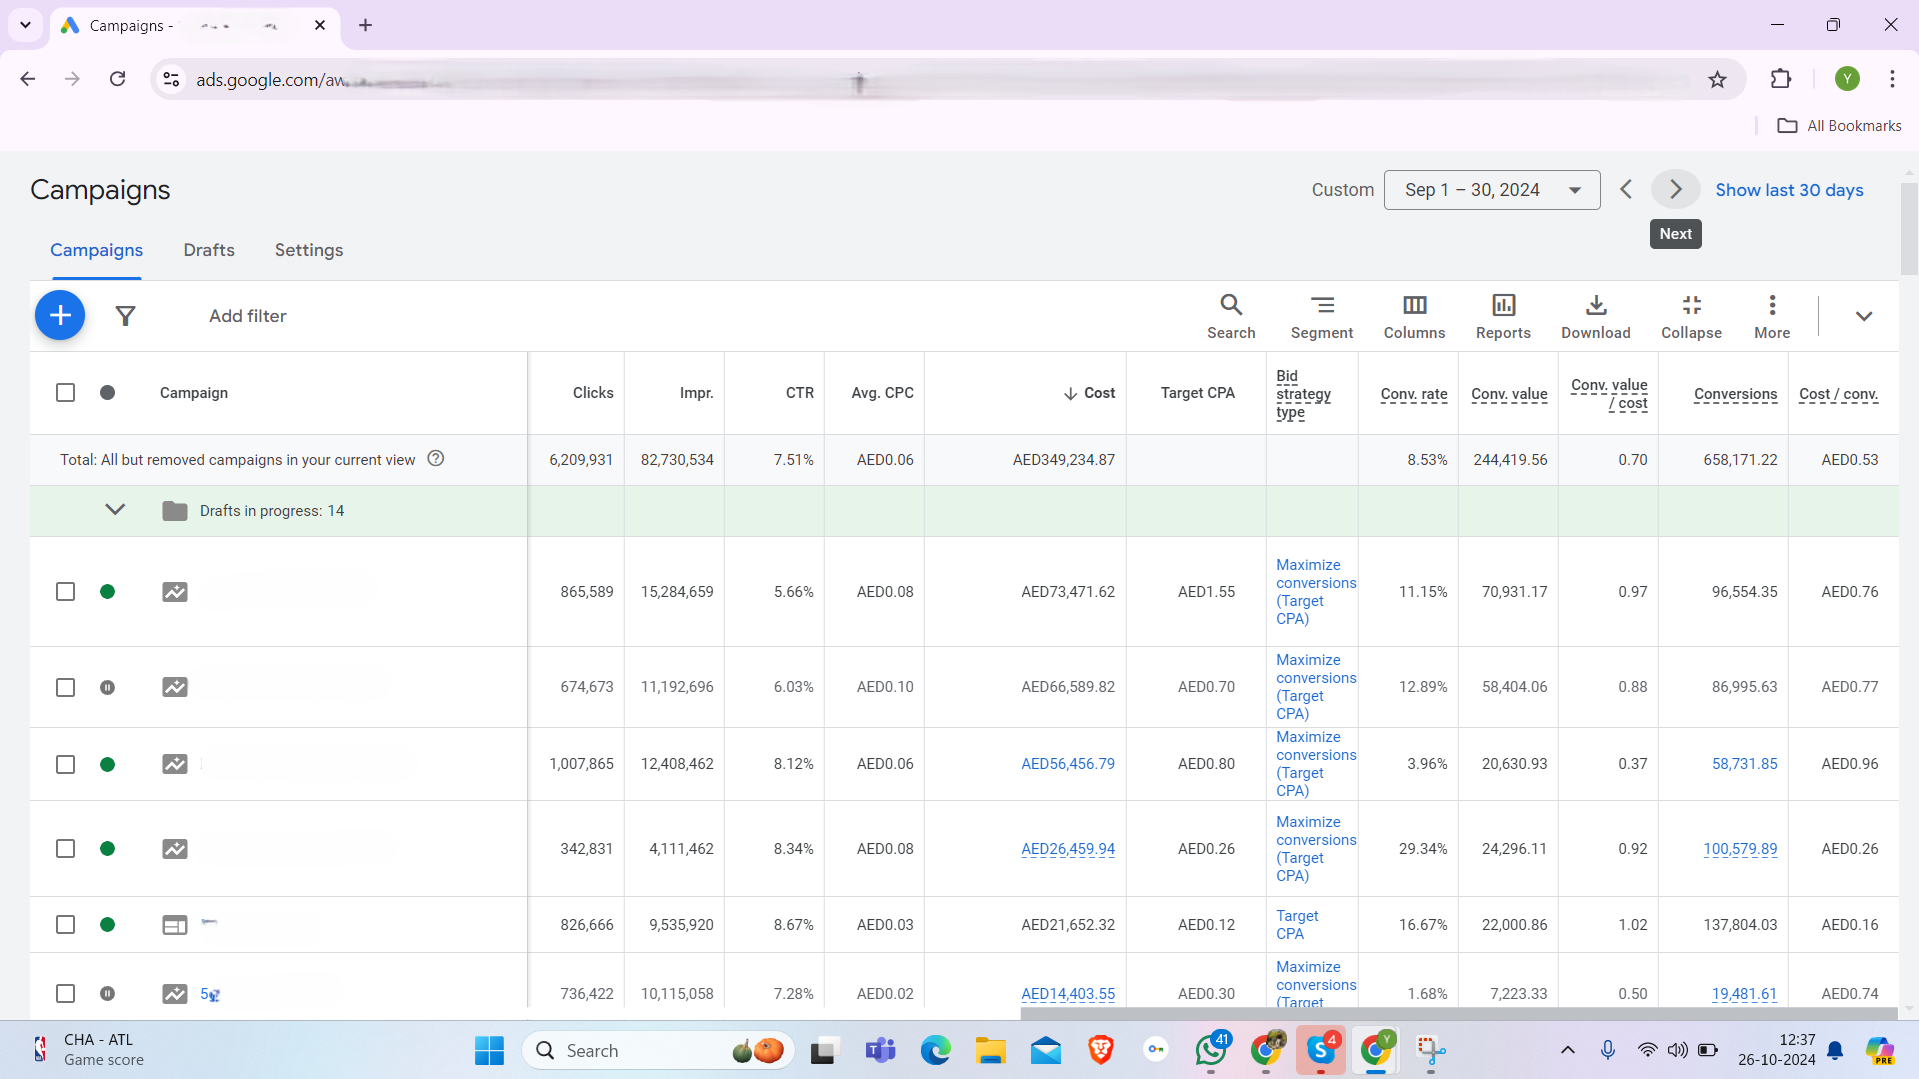 Campaigns -
ads.google.com/aw
Y
All Bookmarks
Campaigns
Custom
Sep 1 – 30, 2024
Show last 30 days
Next
Campaigns
Drafts
Settings
Add filter
Search
Segment
Columns
Reports
Download
Collapse
More
Campaign
Clicks
Impr.
CTR
Avg. CPC
Cost
Target CPA
Bid
strategy
type
Conv. rate
Conv. value
Conv. value
/ cost
Conversions
Cost / conv.
Total: All but removed campaigns in your current view
6,209,931
82,730,534
7.51%
AED0.06
AED349,234.87
8.53%
244,419.56
0.70
658,171.22
AED0.53
Drafts in progress: 14
865,589
15,284,659
5.66%
AED0.08
AED73,471.62
AED1.55
Maximize
conversions
(Target
CPA)
11.15%
70,931.17
0.97
96,554.35
AED0.76
674,673
11,192,696
6.03%
AED0.10
AED66,589.82
AED0.70
Maximize
conversions
(Target
CPA)
12.89%
58,404.06
0.88
86,995.63
AED0.77
1,007,865
12,408,462
8.12%
AED0.06
AED56,456.79
AED0.80
Maximize
conversions
(Target
CPA)
3.96%
20,630.93
0.37
58,731.85
AED0.96
342,831
4,111,462
8.34%
AED0.08
AED26,459.94
AED0.26
Maximize
conversions
(Target
CPA)
29.34%
24,296.11
0.92
100,579.89
AED0.26
826,666
9,535,920
8.67%
AED0.03
AED21,652.32
AED0.12
Target
CPA
16.67%
22,000.86
1.02
137,804.03
AED0.16
5
736,422
10,115,058
7.28%
AED0.02
AED14,403.55
AED0.30
Maximize
conversions
(Target
1.68%
7,223.33
0.50
19,481.61
AED0.74
CHA - ATL
Game score
Search
41
4
Y
12:37
26-10-2024
PRE